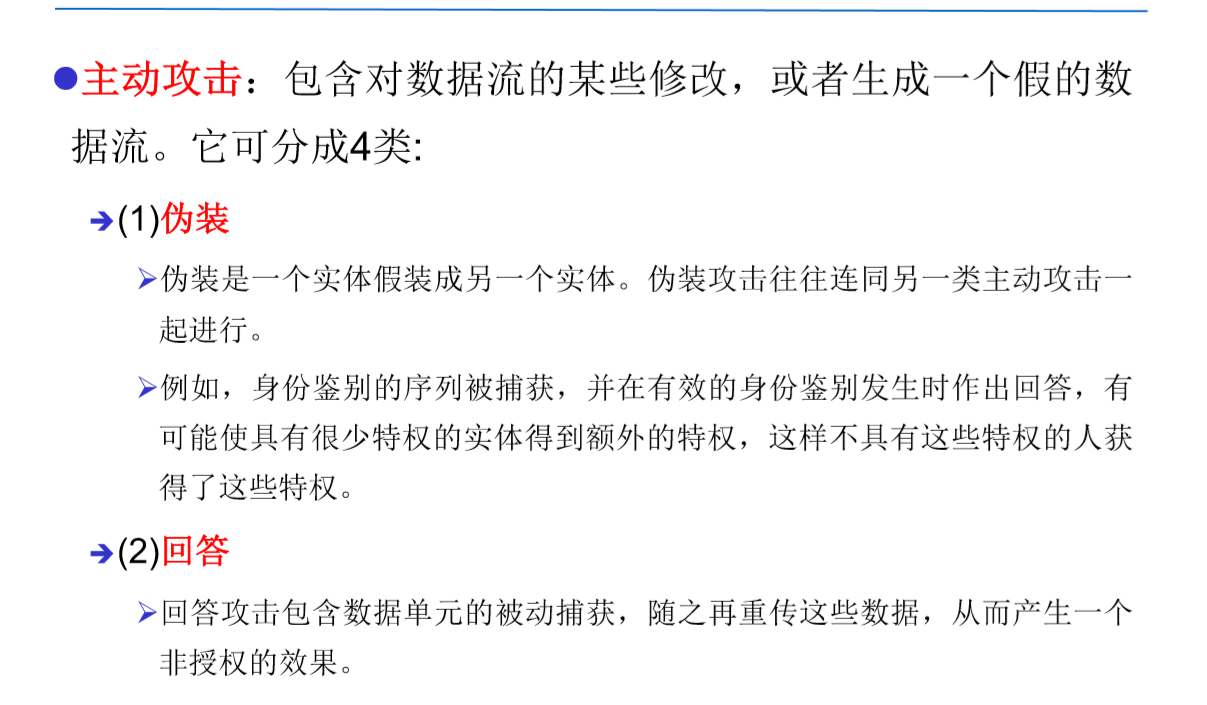 ●主动攻击：包含对数据流的某些修改，或者生成一个假的数
据流。它可分成4类:
➔(1)伪装
➢伪装是一个实体假装成另一个实体。伪装攻击往往连同另一类主动攻击一
起进行。
➢例如，身份鉴别的序列被捕获，并在有效的身份鉴别发生时作出回答，有
可能使具有很少特权的实体得到额外的特权，这样不具有这些特权的人获
得了这些特权。
➔(2)回答
➢回答攻击包含数据单元的被动捕获，随之再重传这些数据，从而产生一个
非授权的效果。